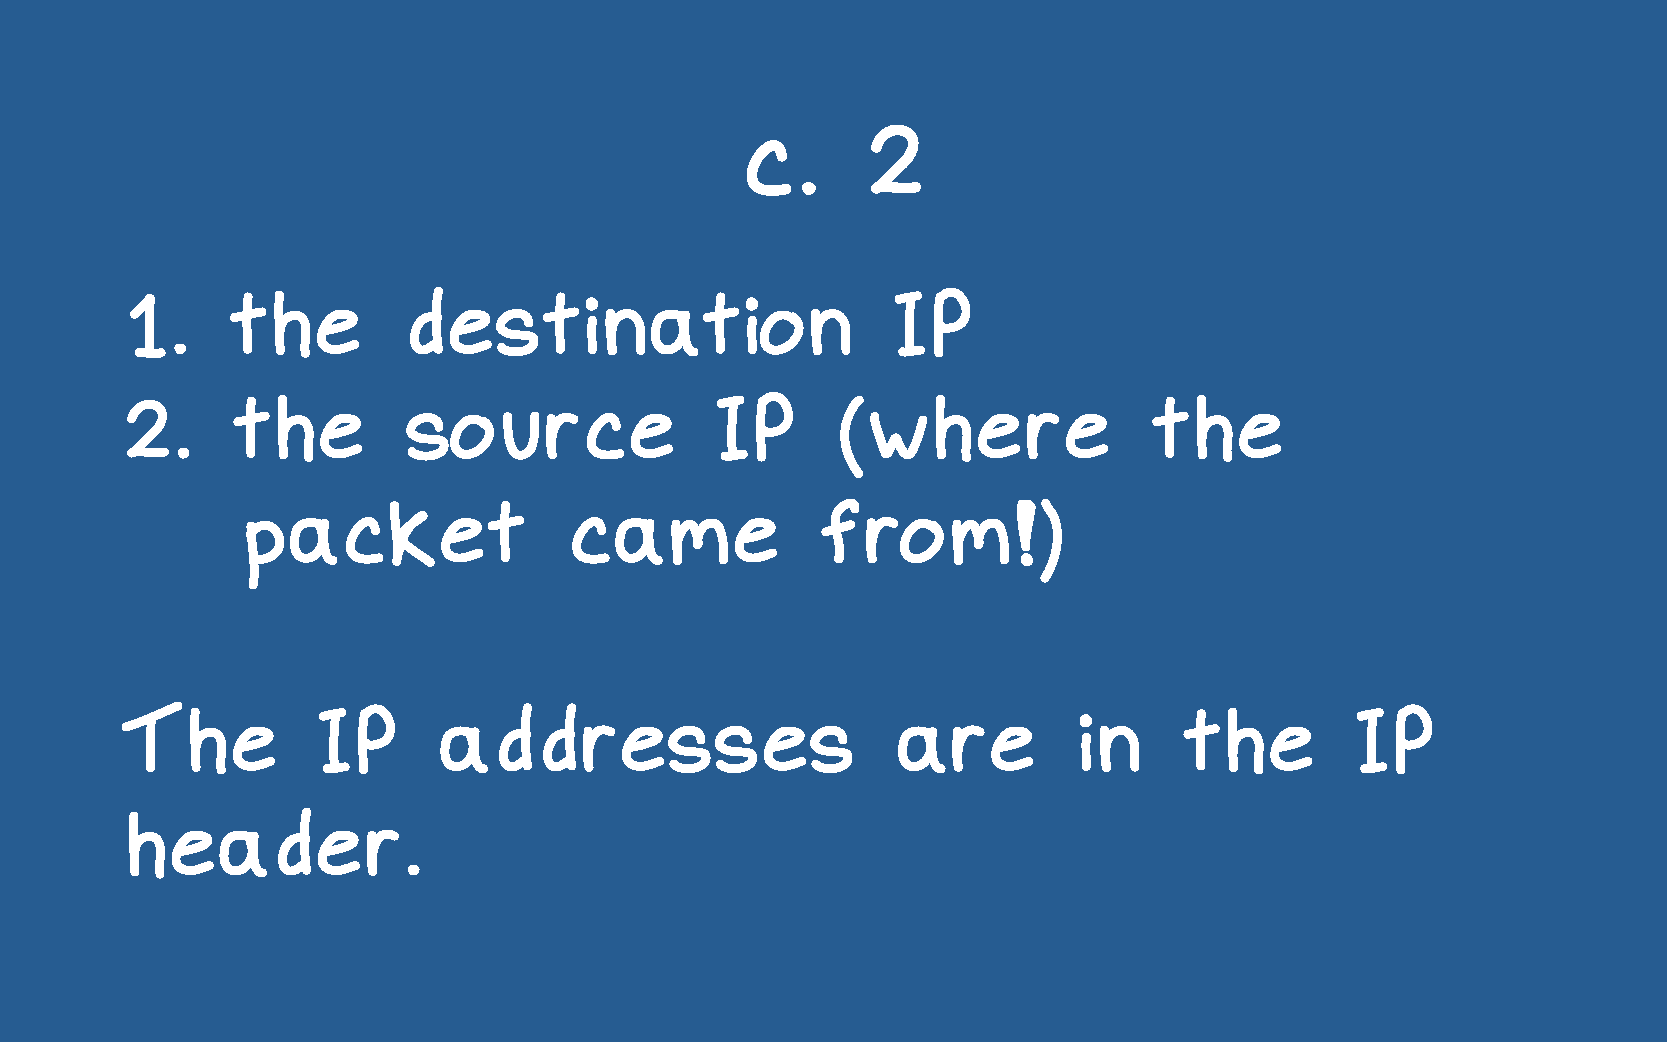 c. 2
1. the destination IP
2. the source IP (where the
packet came from!)
The IP addresses are in the IP
header.